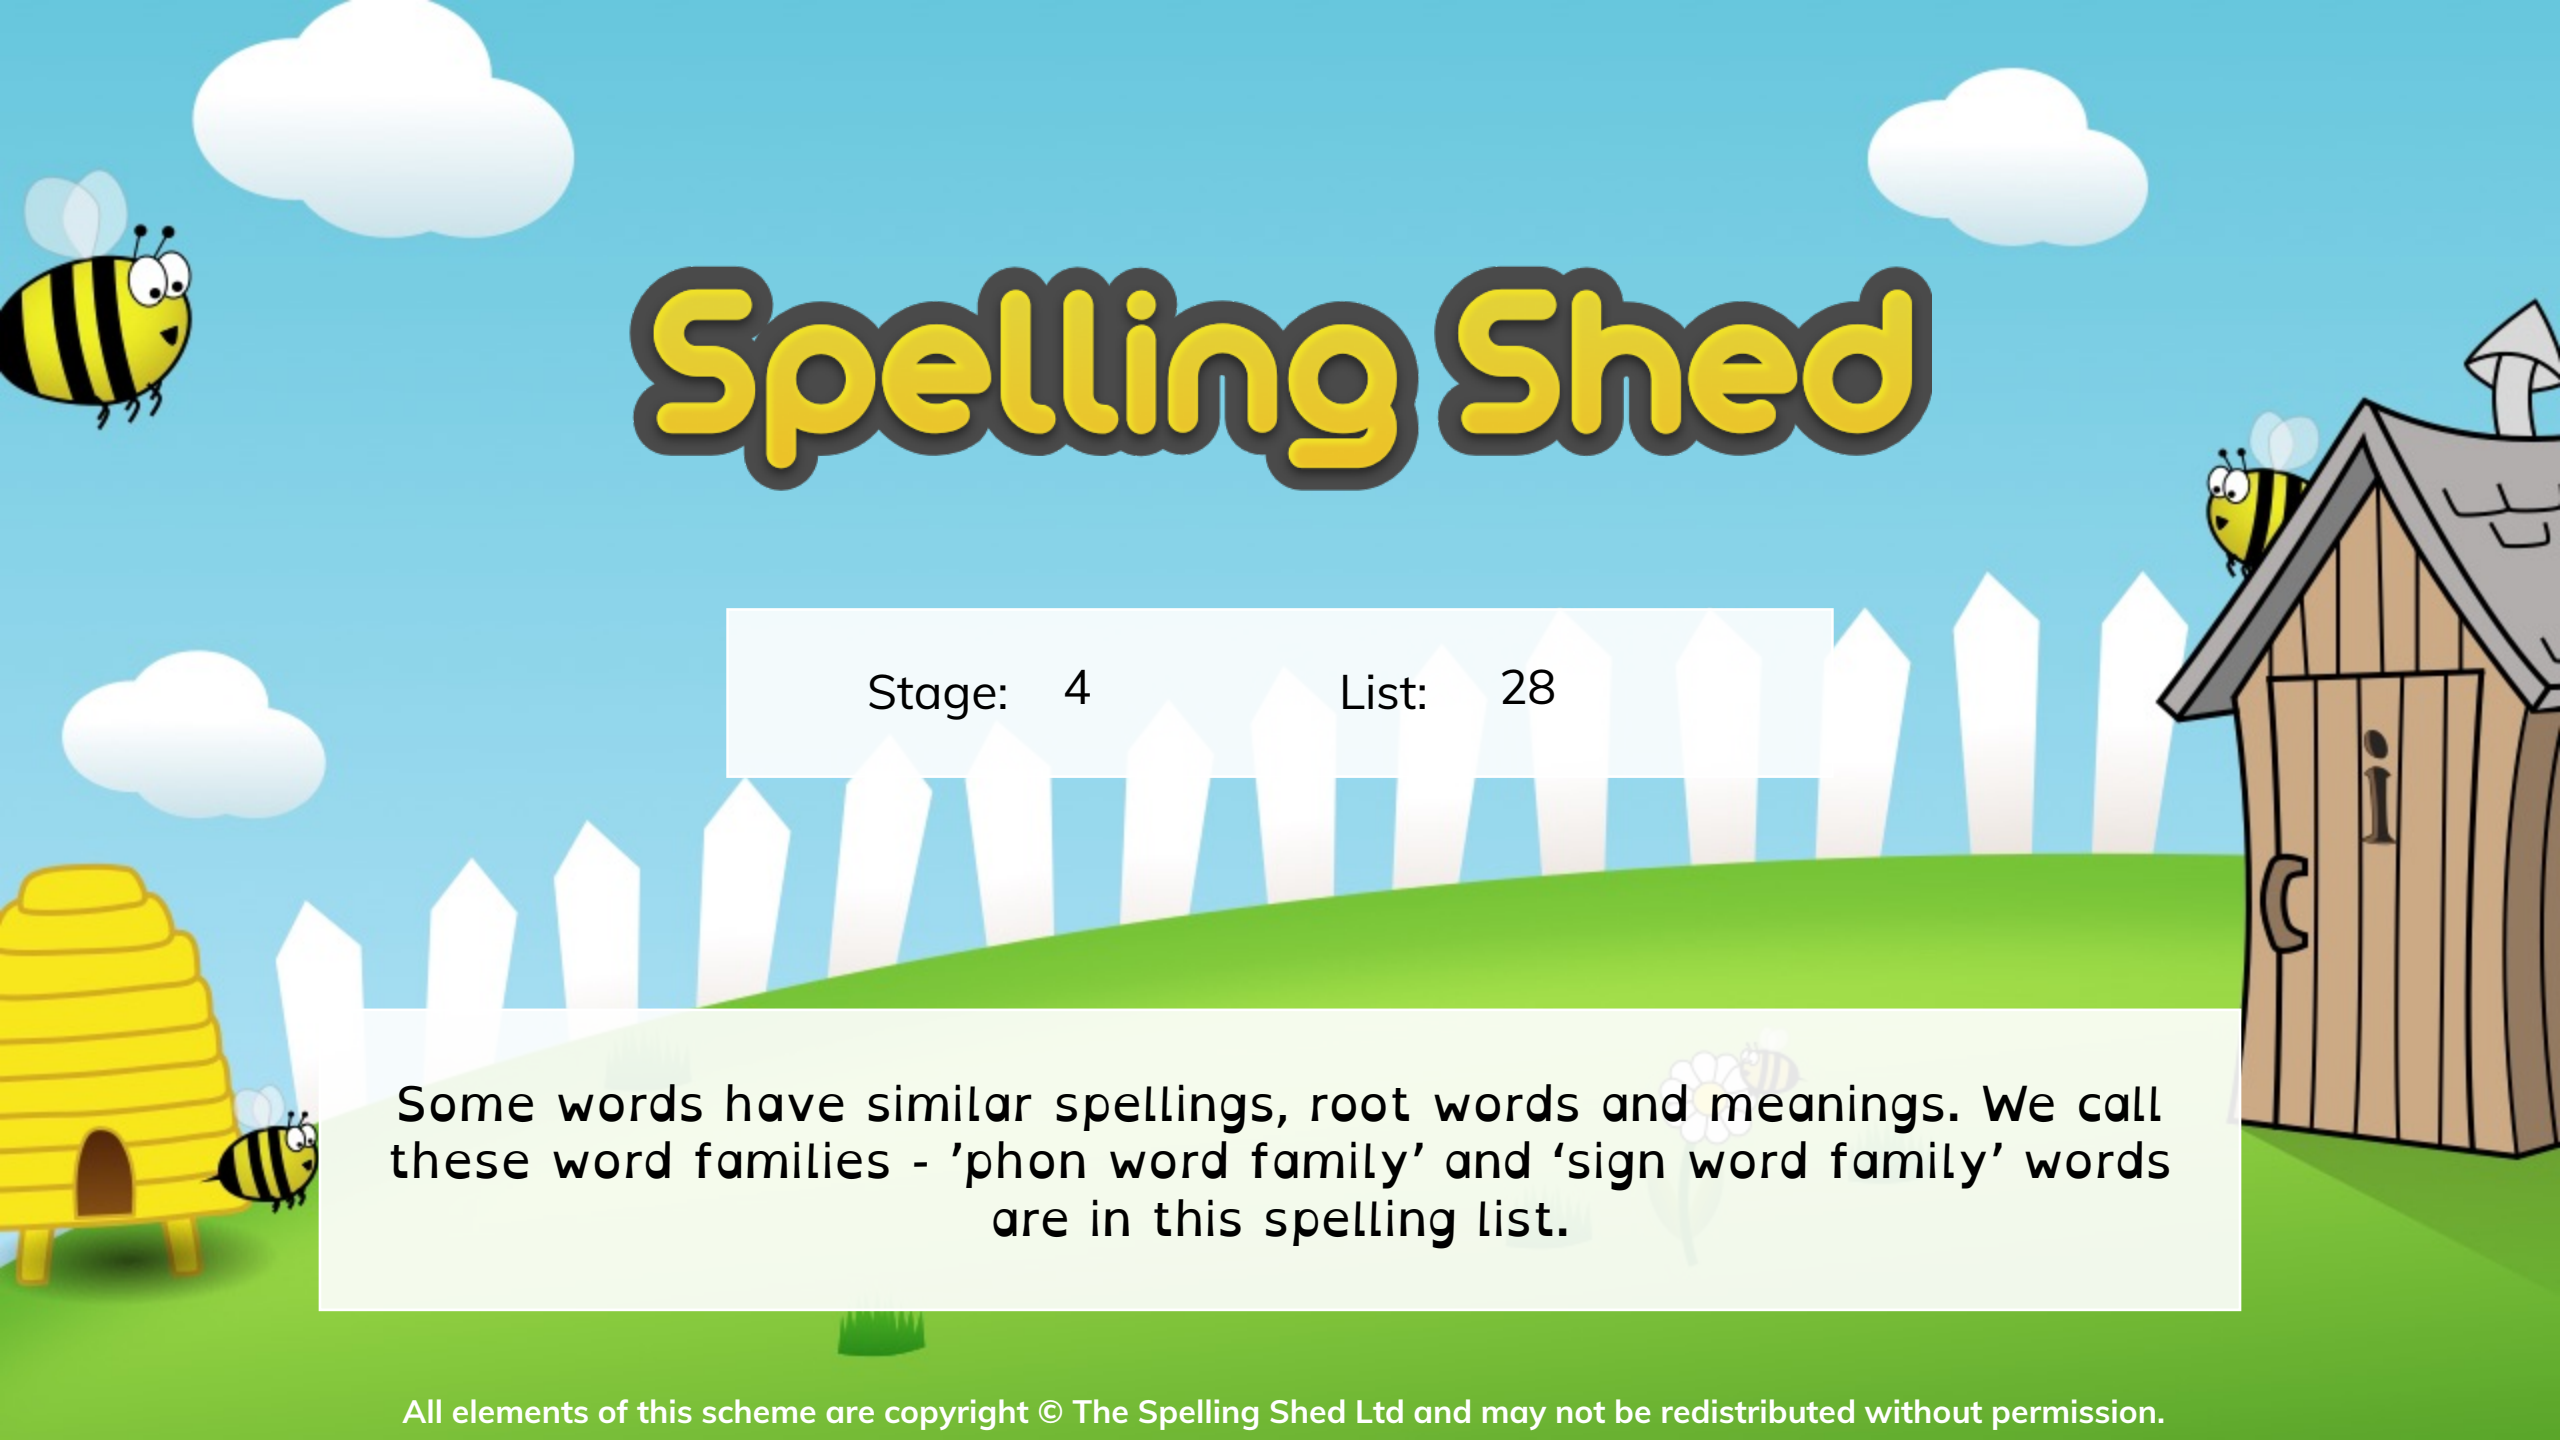 Spelling Shed
Stage: 4 List: 28
i
Some words have similar spellings, root words and meanings. We call
these word families - ’phon word family’ and ‘sign word family’ words
are in this spelling list.
All elements of this scheme are copyright © The Spelling Shed Ltd and may not be redistributed without permission.